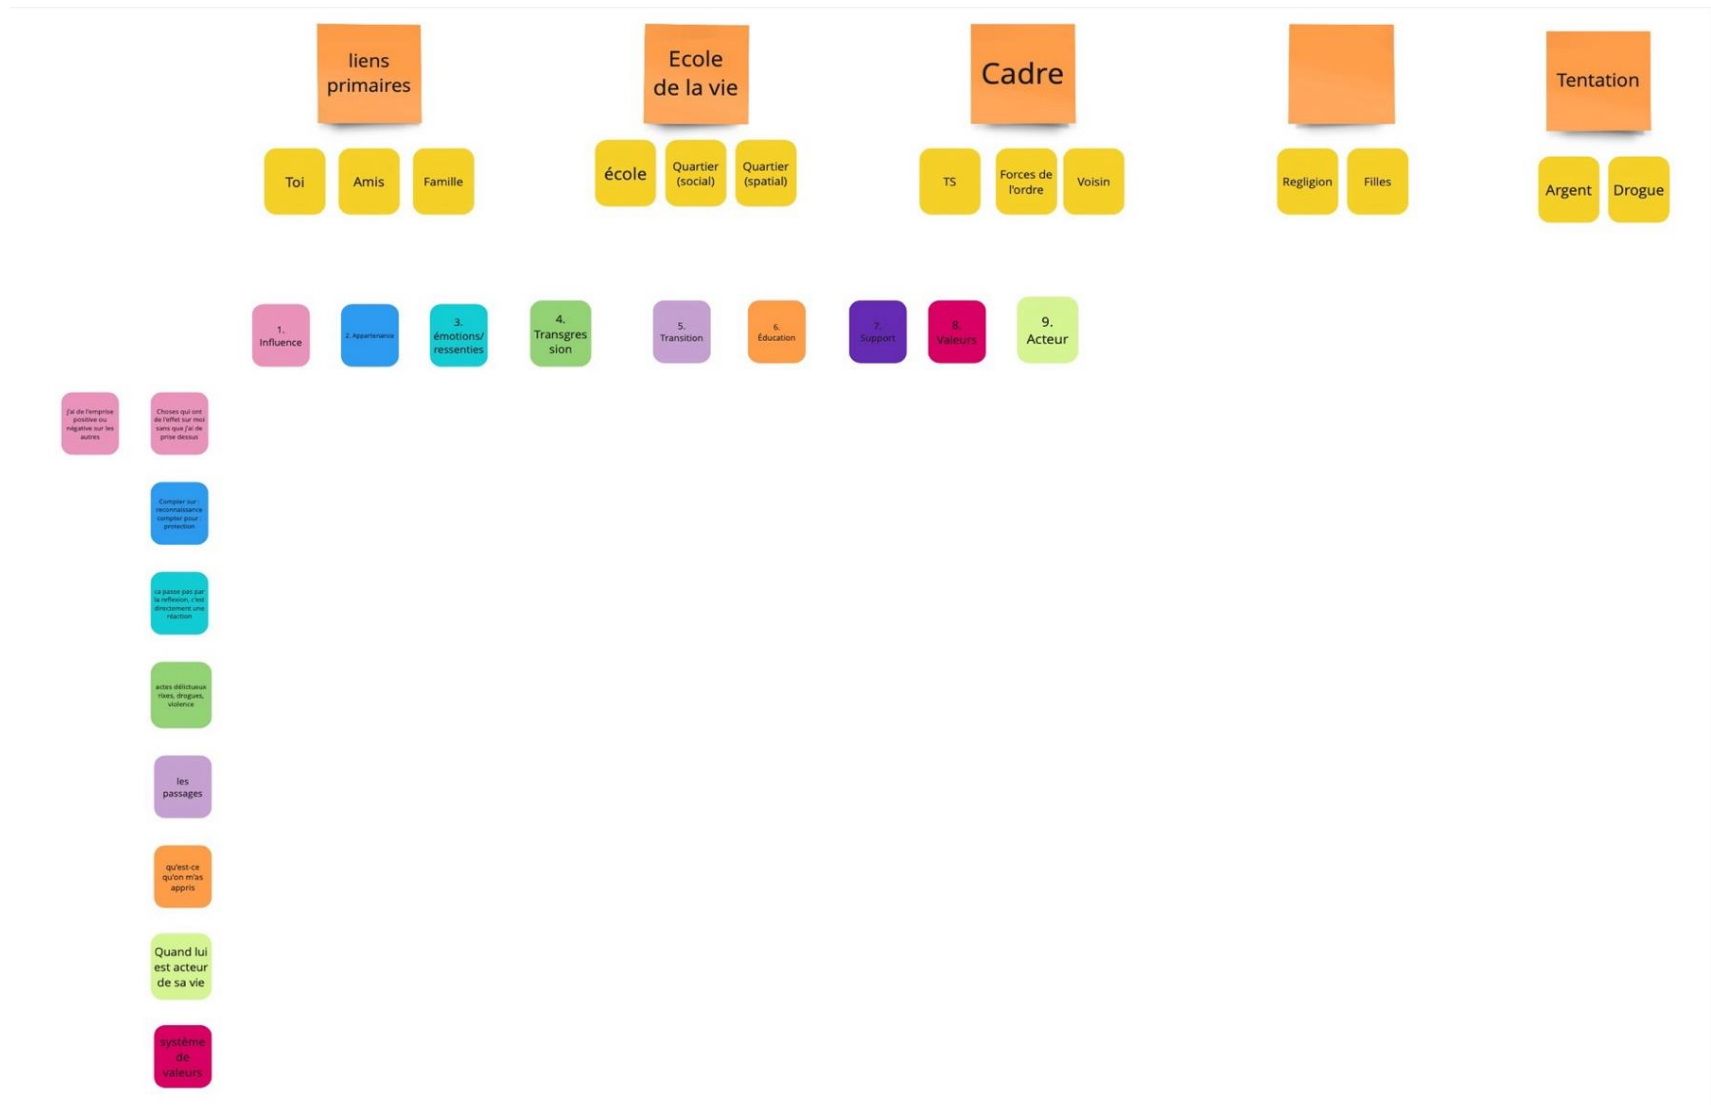 liens
primaires
Ecole
de la vie
Cadre
Tentation
Toi
Amis
Famille
école
Quartier
(social)
Quartier
(spatial)
TS
Forces de
l'ordre
Voisin
Regligion
Filles
Argent
Drogue
1.
Influence
2. Appartenance
3.
émotions/
ressenties
4.
Transgres
sion
5.
Transition
6.
Éducation
7.
Support
8.
Valeurs
9.
Acteur
J'ai de l'emprise
positive ou
négative sur les
autres
Choses qui ont
de l'effet sur moi
sans que j'ai de
prise dessus
Compter sur :
reconnaissance
compter pour :
protection
ca passe pas par
la reflexion, c'est
directement une
réaction
actes délictueux
rixes, drogues,
violence
les
passages
qu'est-ce
qu'on m'as
appris
Quand lui
est acteur
de sa vie
système
de
valeurs